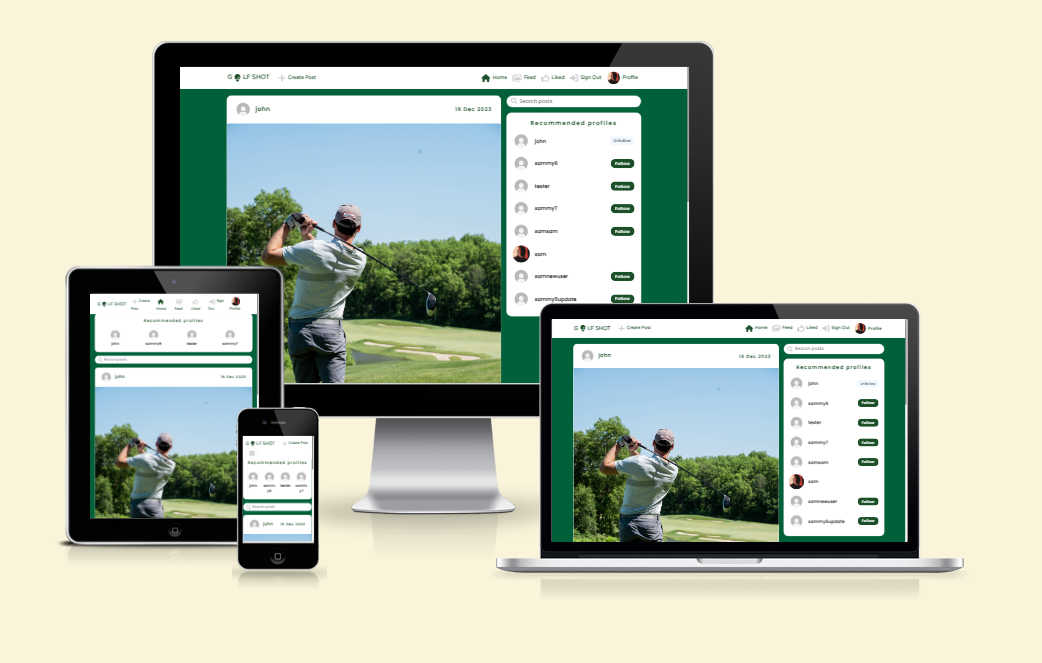 G LF SHOT Create Post Home Feed Liked Sign Out Profile
john 16 Dec 2023
Search posts
Recommended profiles
john Unfollow
sammy6 Follow
tester Follow
sammy7 Follow
samsam Follow
sam
samnewuser Follow
sammy5update Follow
G LF SHOT Create Post Home Feed Liked Sign Out Profile
Recommended profiles
john sammy6 tester sammy7
Search posts
john 16 Dec 2023
G LF SHOT Create Post
Recommended profiles
john sammy6 tester sammy7
Search posts
john 16 Dec 2023
G LF SHOT Create Post Home Feed Liked Sign Out Profile
john 16 Dec 2023
Search posts
Recommended profiles
john Unfollow
sammy6 Follow
tester Follow
sammy7 Follow
samsam Follow
sam
samnewuser Follow
sammy5update Follow